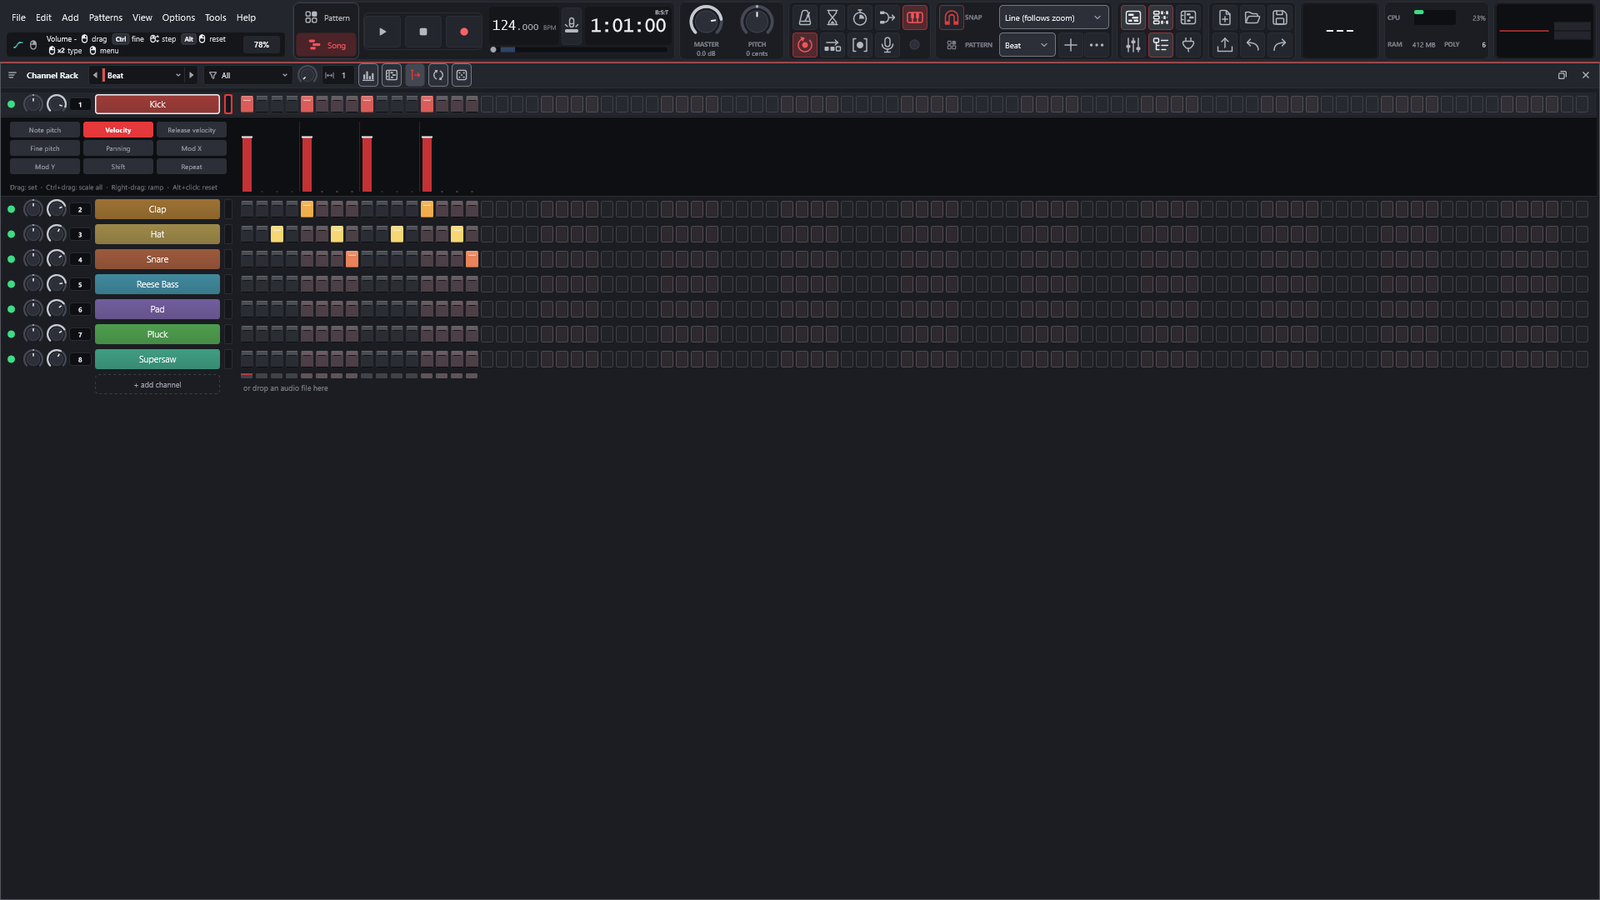 File Edit Add Patterns View Options Tools Help
Volume - drag Ctrl fine step Alt reset
x2 type menu
78%
Pattern
Song
124.000 BPM
B:S:T
1:01:00
MASTER
0.0 dB
PITCH
0 cents
SNAP
Line (follows zoom)
PATTERN
Beat
---
CPU 23%
RAM 412 MB POLY 6
Channel Rack
Beat
All
1
1 Kick
Note pitch Velocity Release velocity
Fine pitch Panning Mod X
Mod Y Shift Repeat
Drag: set · Ctrl+drag: scale all · Right-drag: ramp · Alt+click: reset
2 Clap
3 Hat
4 Snare
5 Reese Bass
6 Pad
7 Pluck
8 Supersaw
+ add channel
or drop an audio file here